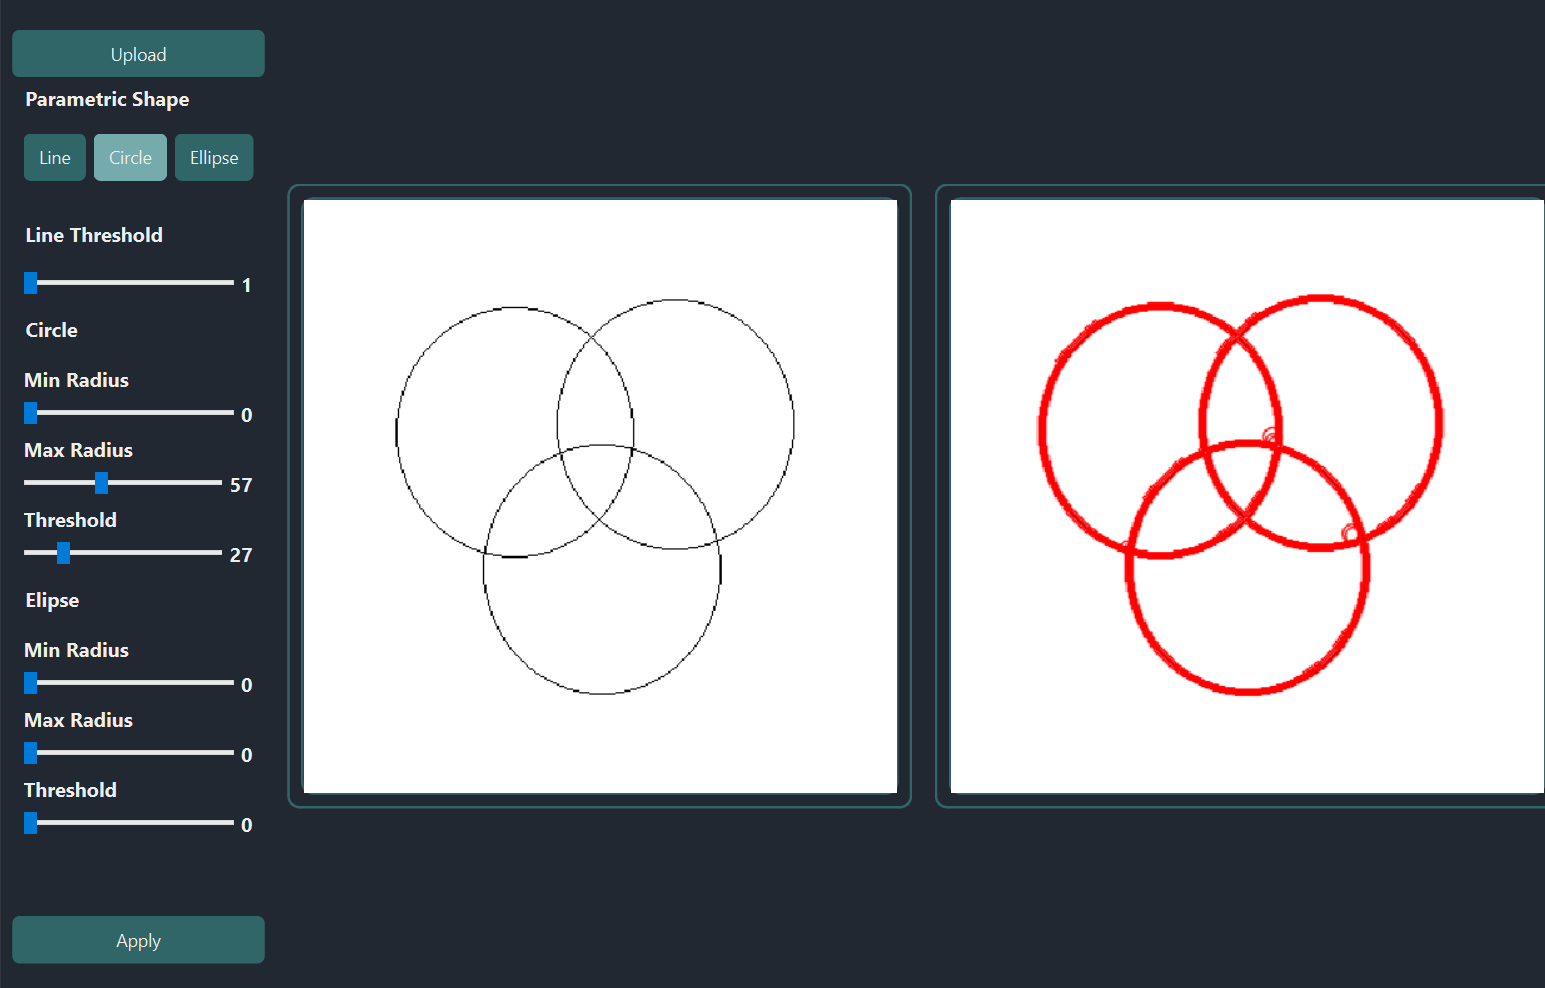 Upload
Parametric Shape
Line Circle Ellipse
Line Threshold
1
Circle
Min Radius
0
Max Radius
57
Threshold
27
Elipse
Min Radius
0
Max Radius
0
Threshold
0
Apply